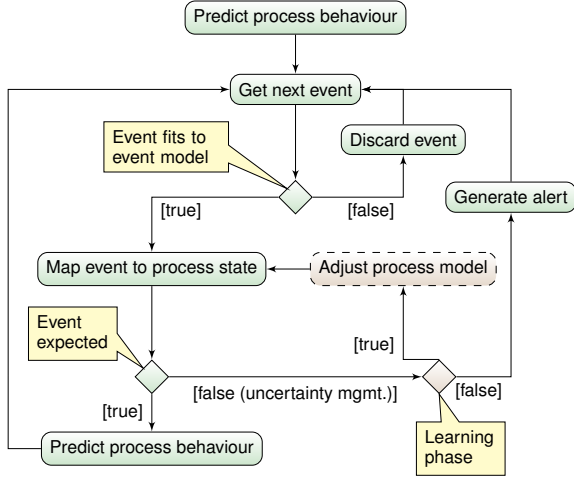 Predict process behaviour
Get next event
Event fits to
event model
Discard event
[true]
[false]
Generate alert
Map event to process state
Adjust process model
Event
expected
[true]
[false (uncertainty mgmt.)]
[false]
[true]
Learning
phase
Predict process behaviour